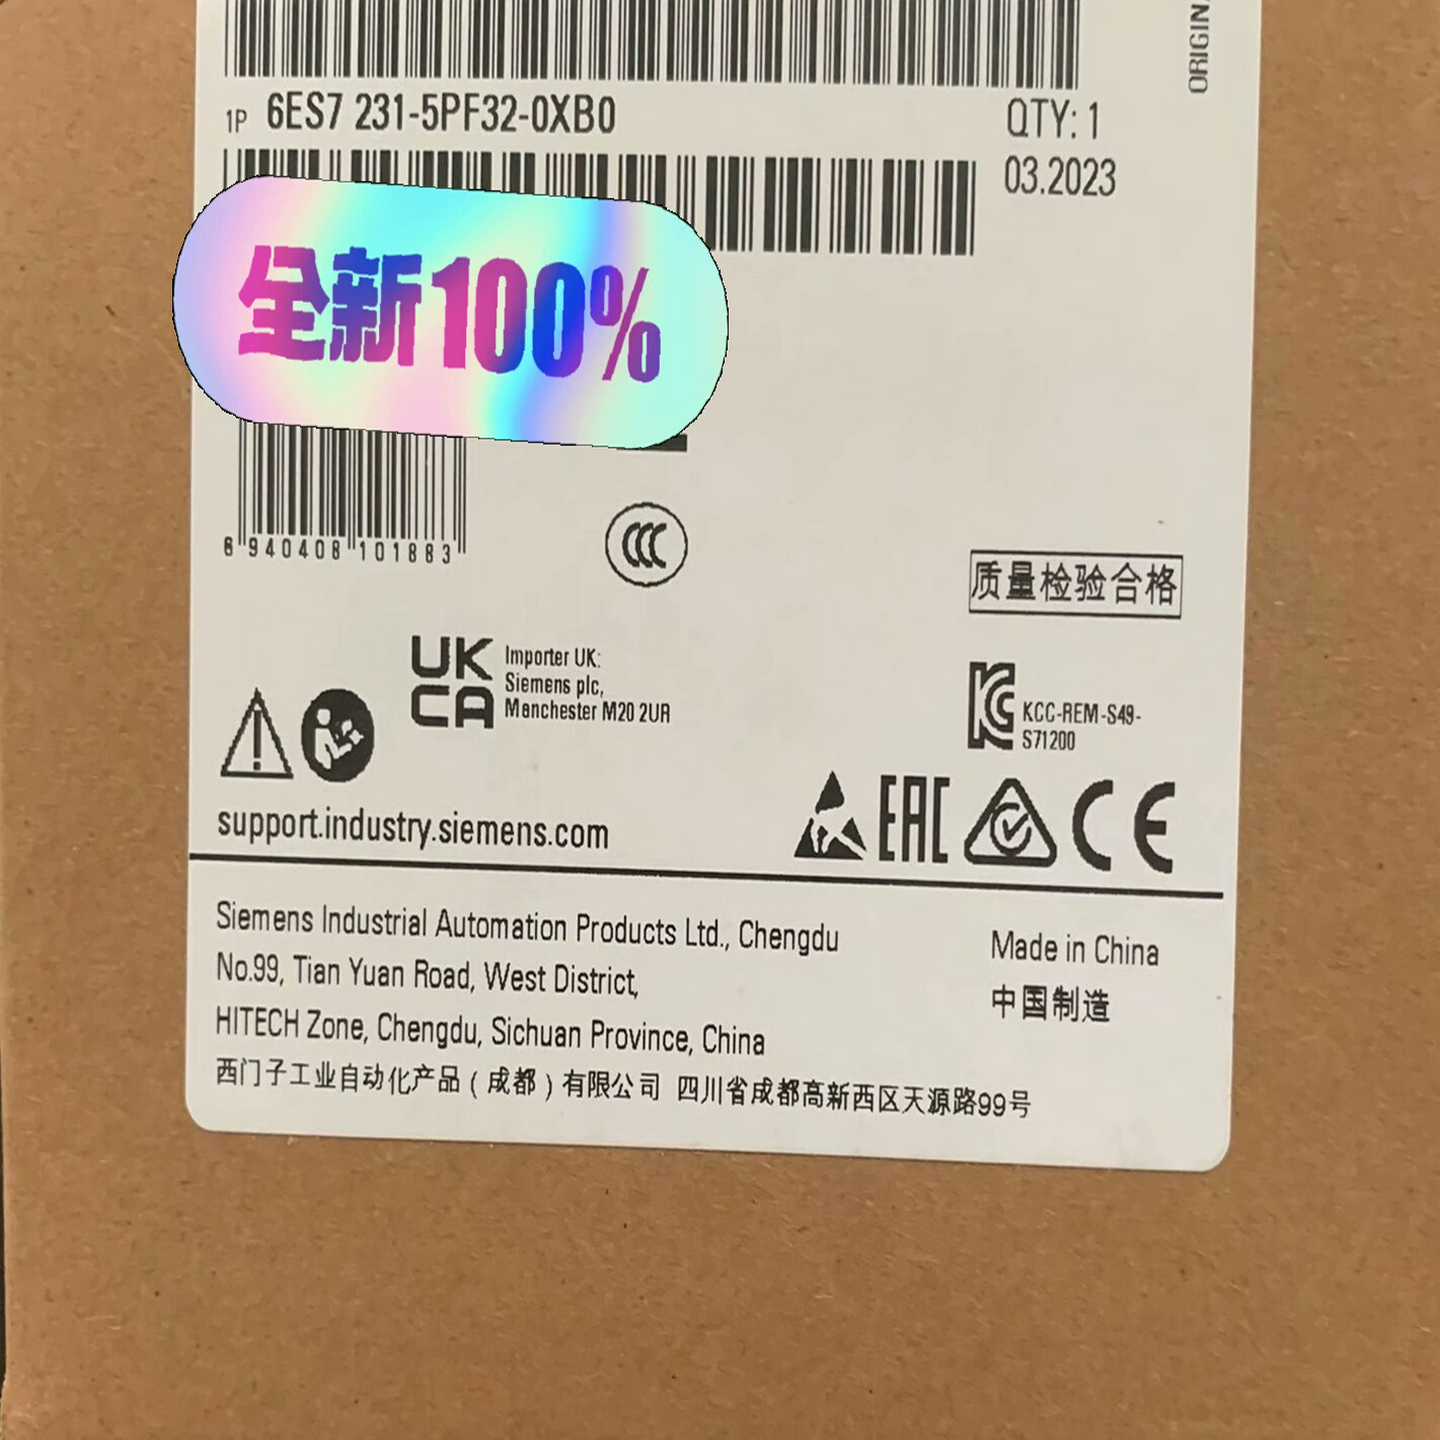 ORIGINA
1P 6ES7 231-5PF32-0XB0
QTY: 1
03.2023
全新100%
6 940408 101883
CCC
质量检验合格
UK
CA
Importer UK:
Siemens plc,
Manchester M20 2UR
KC
KCC-REM-S49-
S71200
support.industry.siemens.com
EAC
CE
Siemens Industrial Automation Products Ltd., Chengdu
No.99, Tian Yuan Road, West District,
HITECH Zone, Chengdu, Sichuan Province, China
Made in China
中国制造
西门子工业自动化产品(成都)有限公司 四川省成都高新西区天源路99号